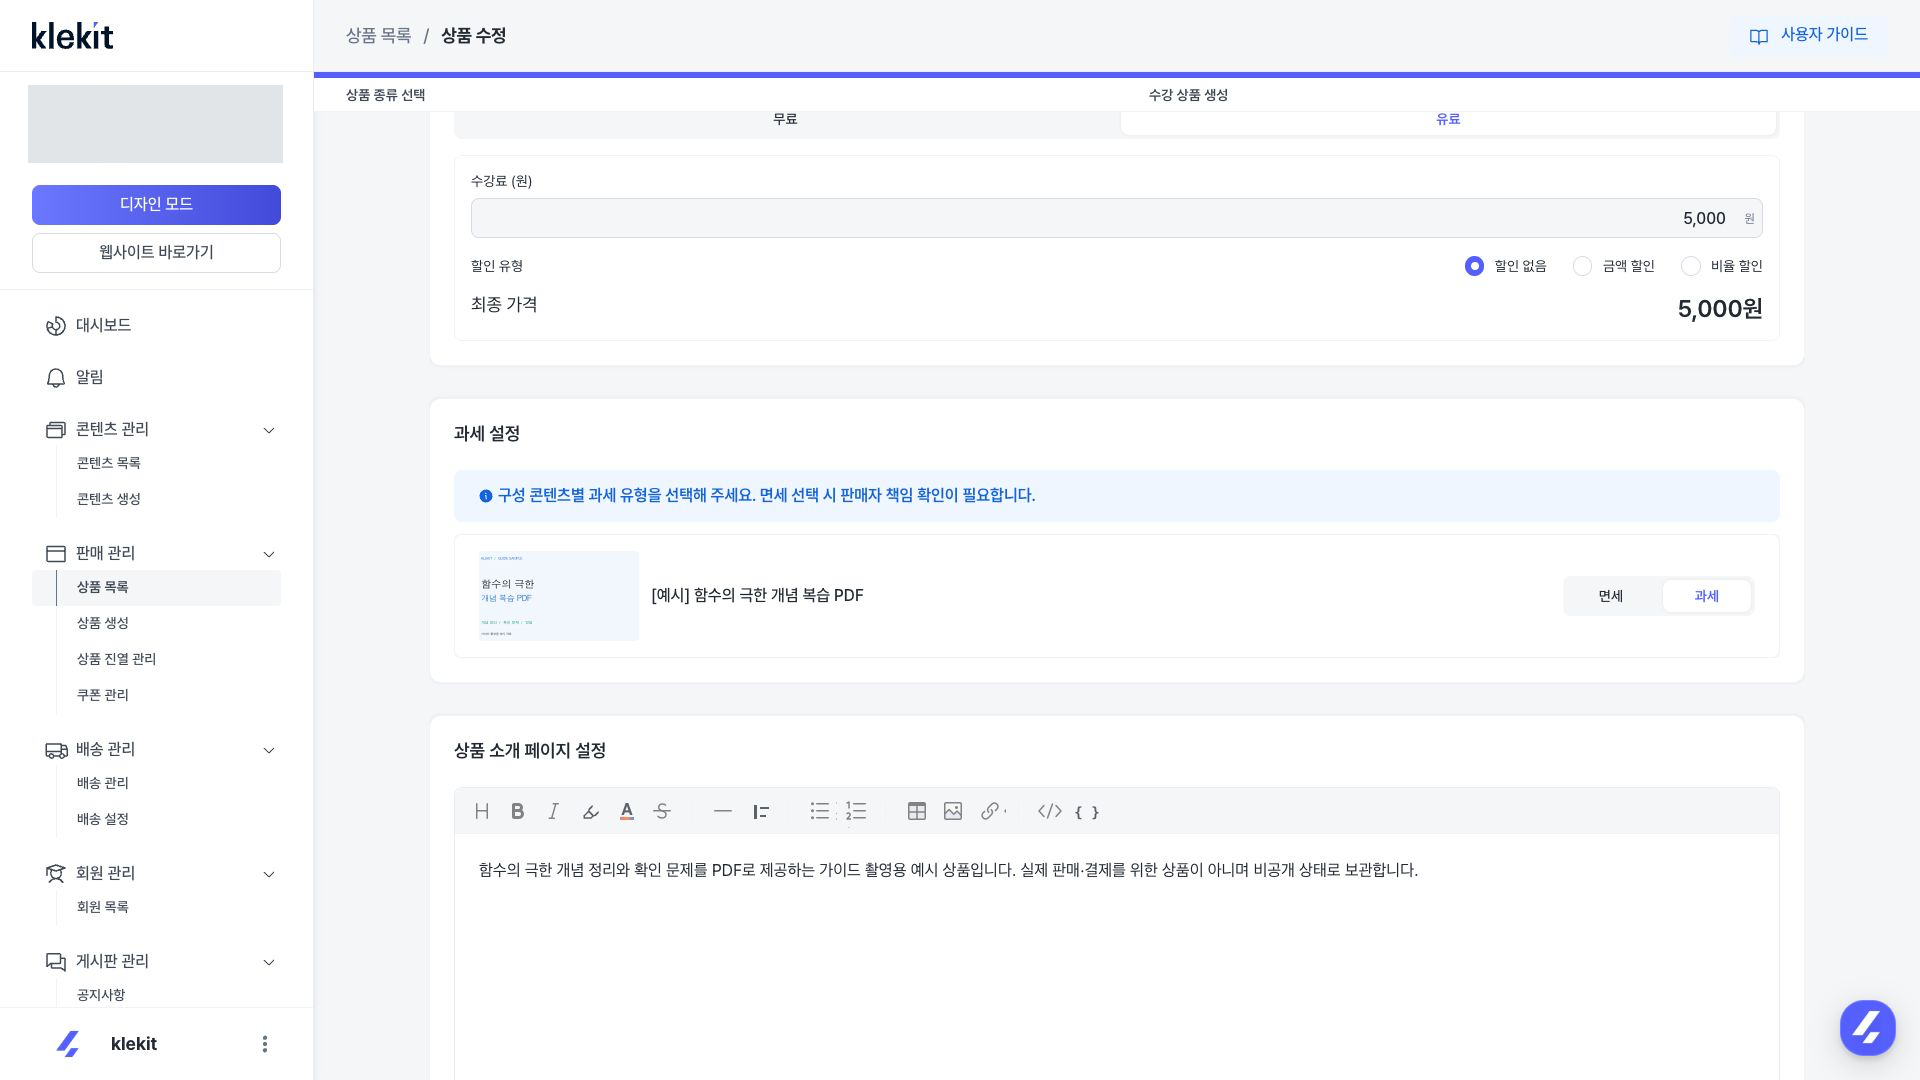 klekit
상품 목록 / 상품 수정
사용자 가이드
상품 종류 선택
수강 상품 생성
디자인 모드
웹사이트 바로가기
대시보드
알림
콘텐츠 관리
콘텐츠 목록
콘텐츠 생성
판매 관리
상품 목록
상품 생성
상품 진열 관리
쿠폰 관리
배송 관리
배송 관리
배송 설정
회원 관리
회원 목록
게시판 관리
공지사항
klekit
무료
유료
수강료 (원)
5,000 원
할인 유형
할인 없음
금액 할인
비율 할인
최종 가격
5,000원
과세 설정
구성 콘텐츠별 과세 유형을 선택해 주세요. 면세 선택 시 판매자 책임 확인이 필요합니다.
함수의 극한
개념 복습 PDF
[예시] 함수의 극한 개념 복습 PDF
면세
과세
상품 소개 페이지 설정
함수의 극한 개념 정리와 확인 문제를 PDF로 제공하는 가이드 촬영용 예시 상품입니다. 실제 판매·결제를 위한 상품이 아니며 비공개 상태로 보관합니다.